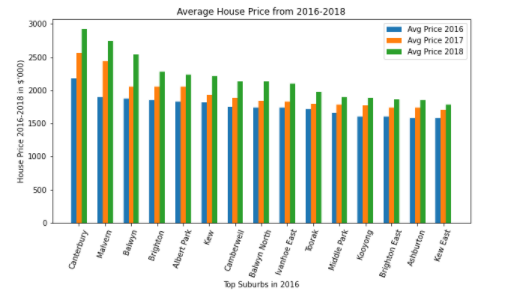 Average House Price from 2016-2018
Avg Price 2016
Avg Price 2017
Avg Price 2018
House Price 2016-2018 in $'000)
3000
2500
2000
1500
1000
500
0
Canterbury
Malvern
Balwyn
Brighton
Albert Park
Kew
Camberwell
Balwyn North
Ivanhoe East
Toorak
Middle Park
Kooyong
Brighton East
Ashburton
Kew East
Top Suburbs in 2016